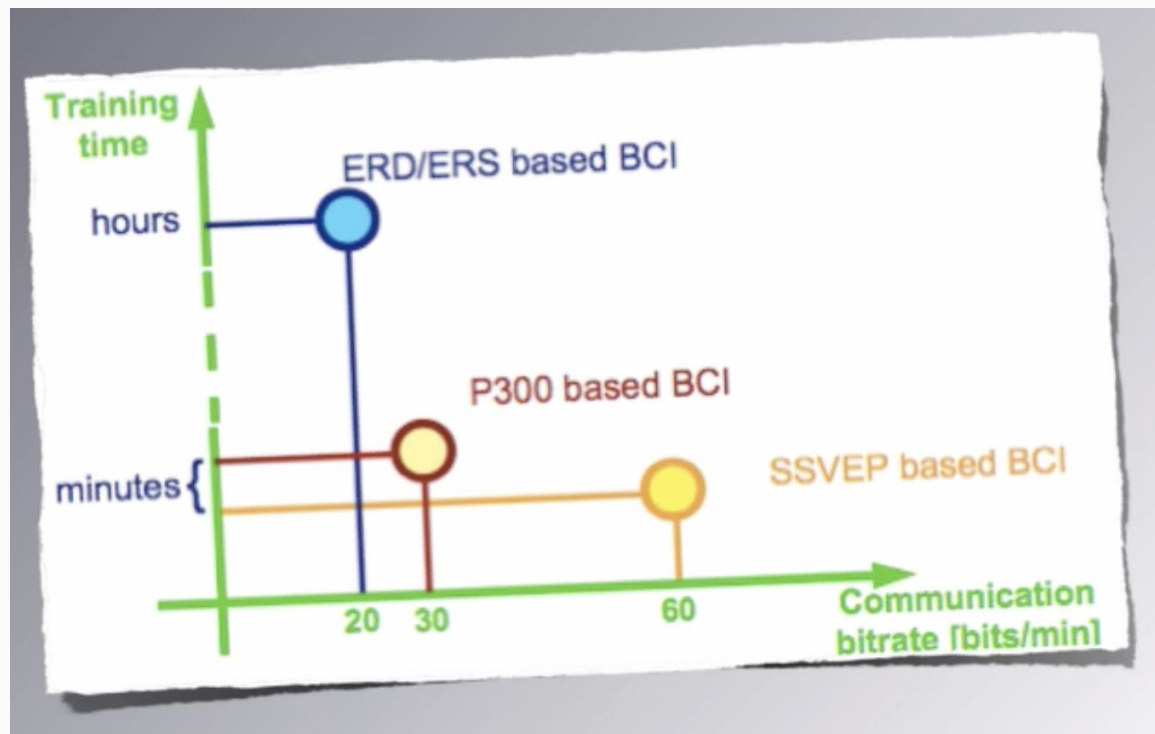 Training
time
ERD/ERS based BCI
hours
P300 based BCI
SSVEP based BCI
minutes
20 30 60
Communication
bitrate [bits/min]